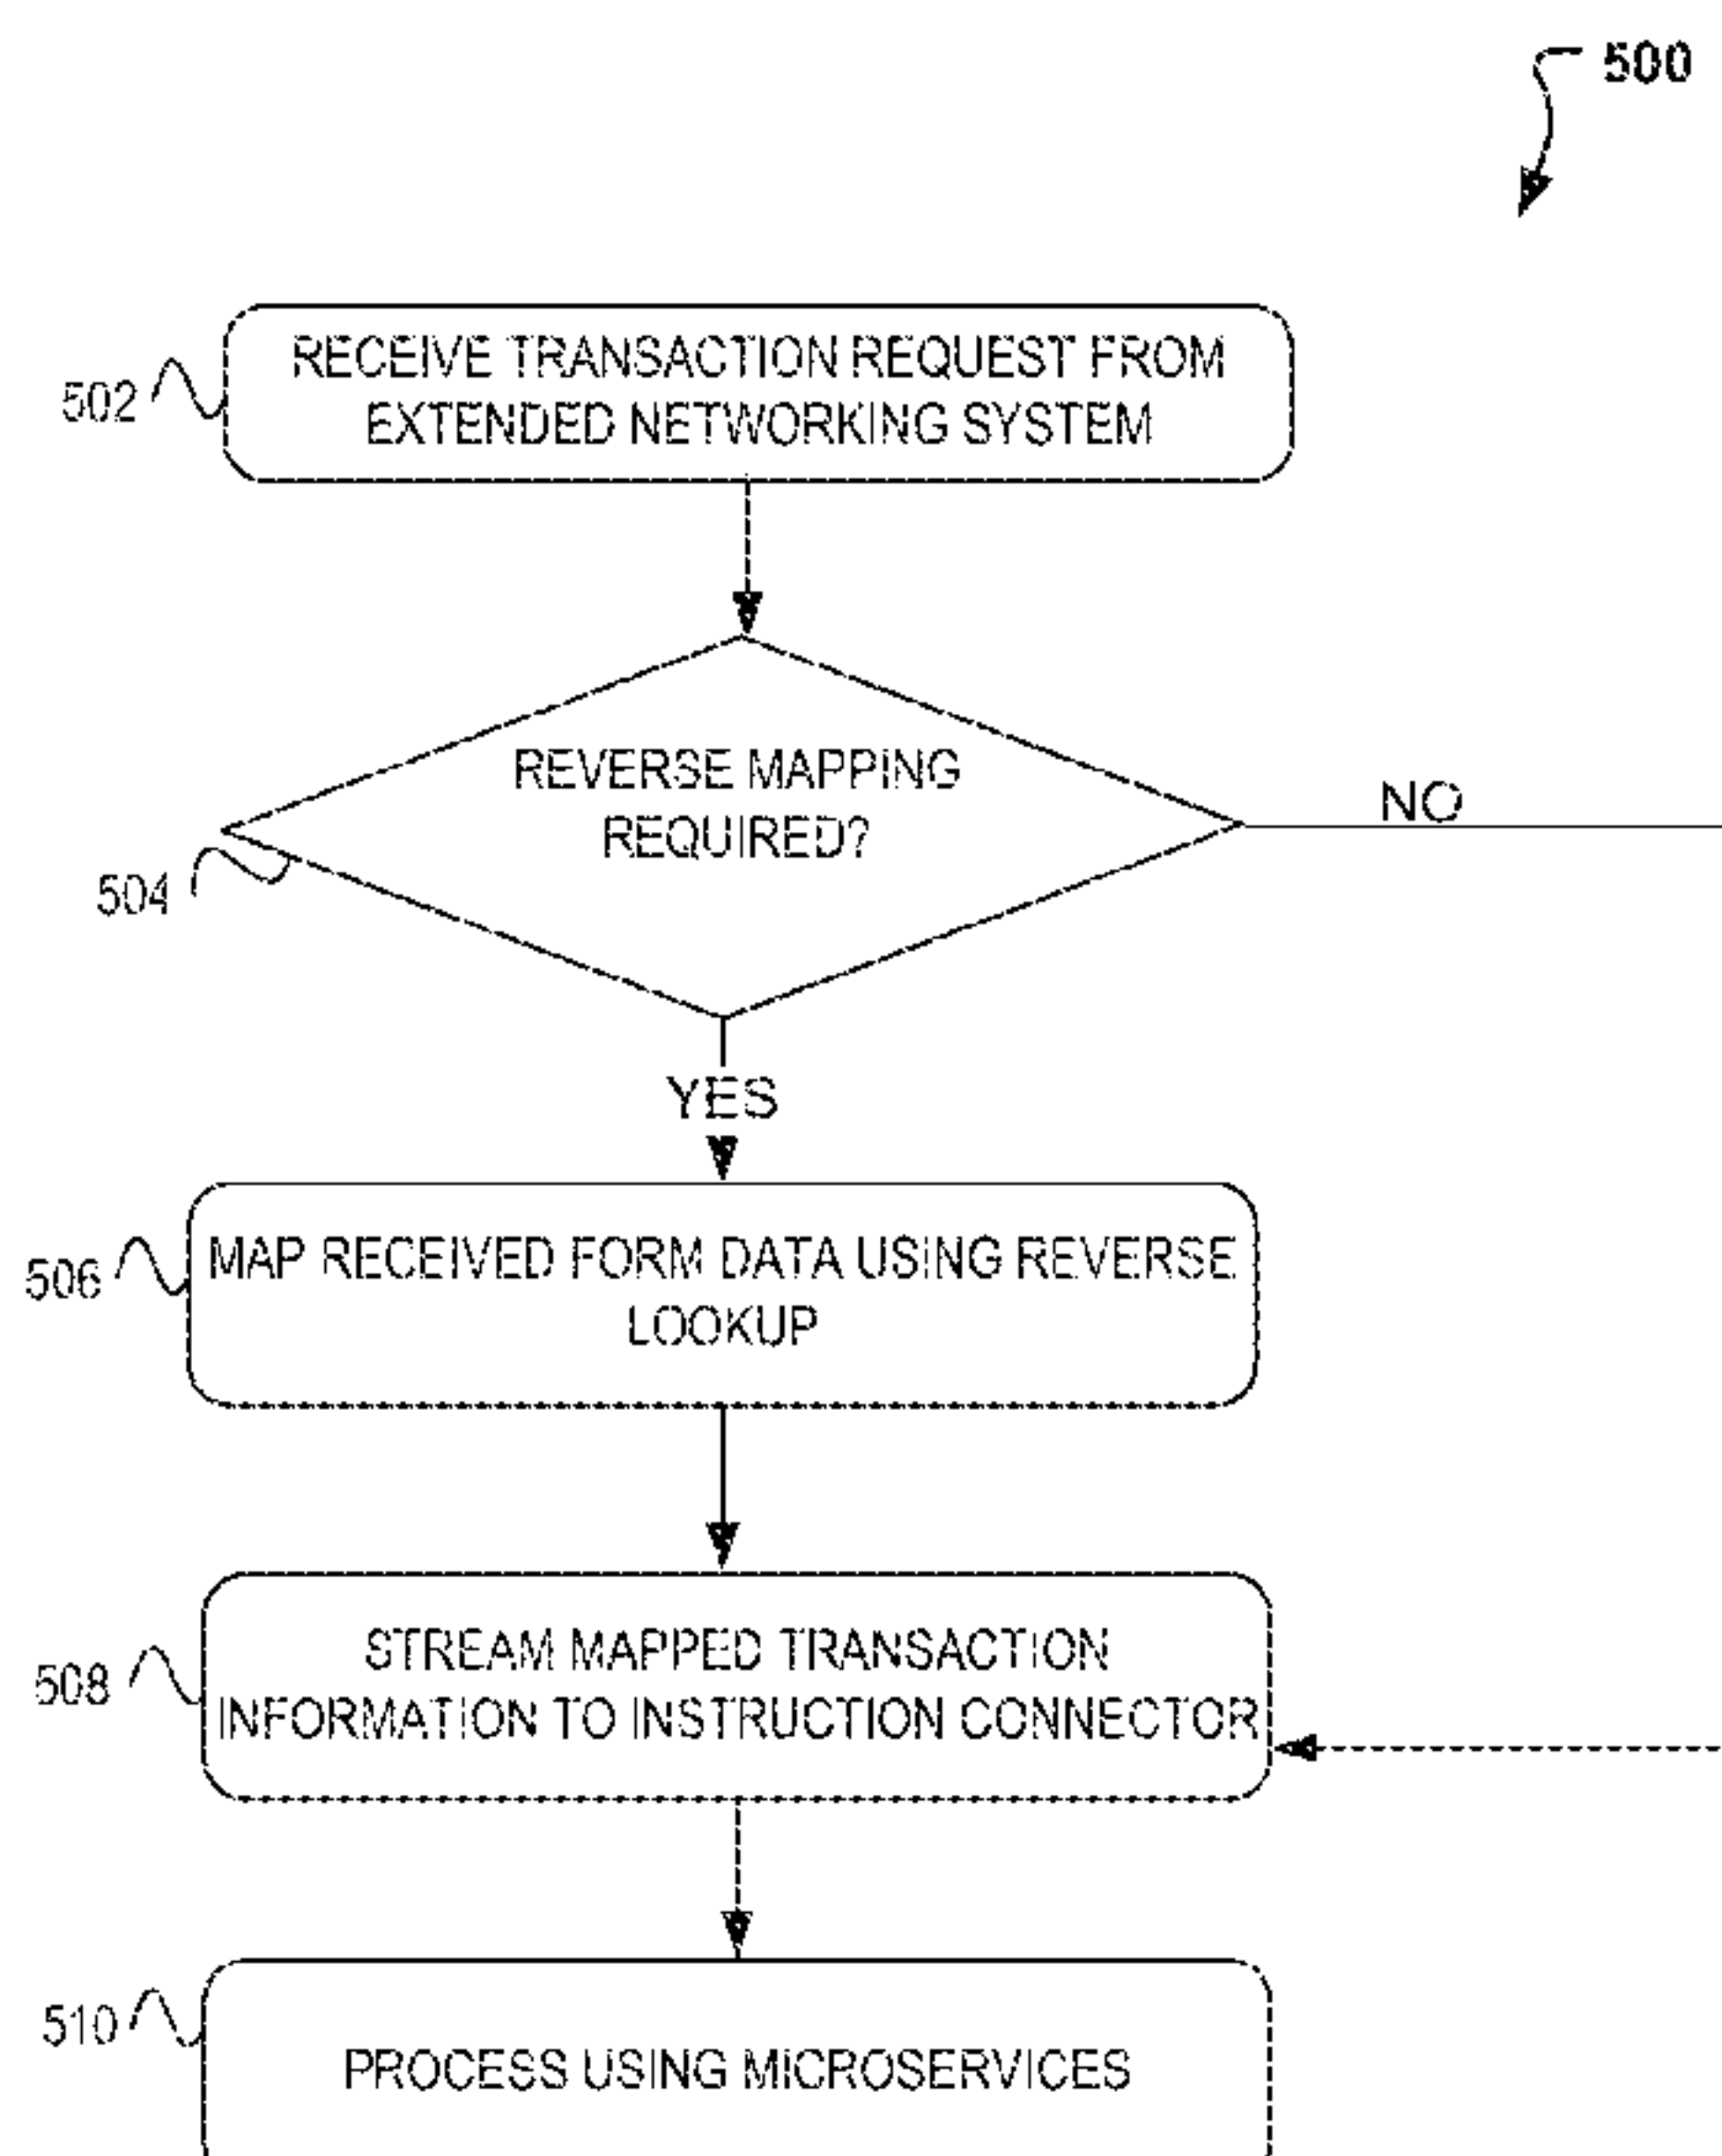 500
RECEIVE TRANSACTION REQUEST FROM
EXTENDED NETWORKING SYSTEM
502
REVERSE MAPPING
REQUIRED?
NO
504
YES
MAP RECEIVED FORM DATA USING REVERSE
LOOKUP
506
STREAM MAPPED TRANSACTION
INFORMATION TO INSTRUCTION CONNECTOR
508
510
PROCESS USING MICROSERVICES